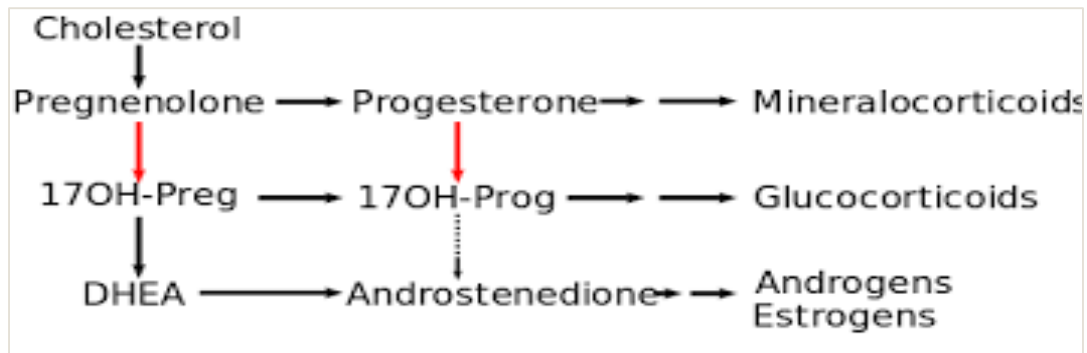 Cholesterol
Pregnenolone Progesterone Mineralocorticoids
17OH-Preg 17OH-Prog Glucocorticoids
DHEA Androstenedione Androgens
Estrogens